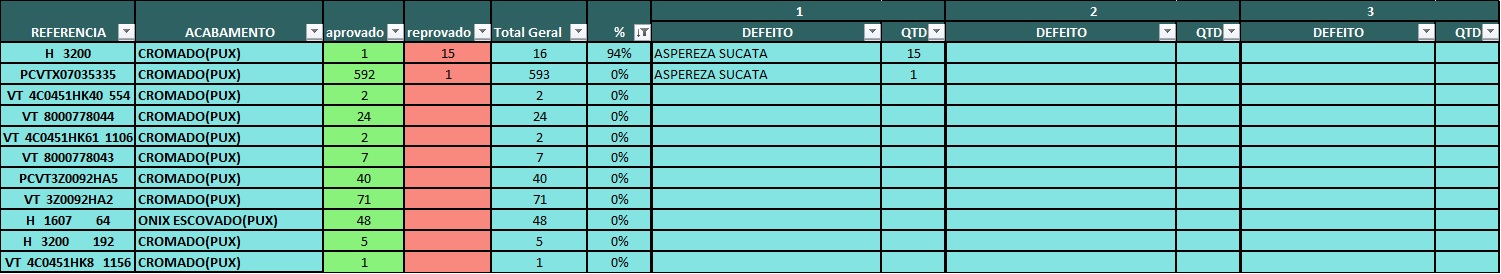 1 2 3
REFERENCIA ACABAMENTO aprovado reprovado Total Geral % DEFEITO QTD DEFEITO QTD DEFEITO QTD
H 3200 CROMADO(PUX) 1 15 16 94% ASPEREZA SUCATA 15
PCVTX07035335 CROMADO(PUX) 592 1 593 0% ASPEREZA SUCATA 1
VT 4C0451HK40 554 CROMADO(PUX) 2 2 0%
VT 8000778044 CROMADO(PUX) 24 24 0%
VT 4C0451HK61 1106 CROMADO(PUX) 2 2 0%
VT 8000778043 CROMADO(PUX) 7 7 0%
PCVT3Z0092HA5 CROMADO(PUX) 40 40 0%
VT 3Z0092HA2 CROMADO(PUX) 71 71 0%
H 1607 64 ONIX ESCOVADO(PUX) 48 48 0%
H 3200 192 CROMADO(PUX) 5 5 0%
VT 4C0451HK8 1156 CROMADO(PUX) 1 1 0%